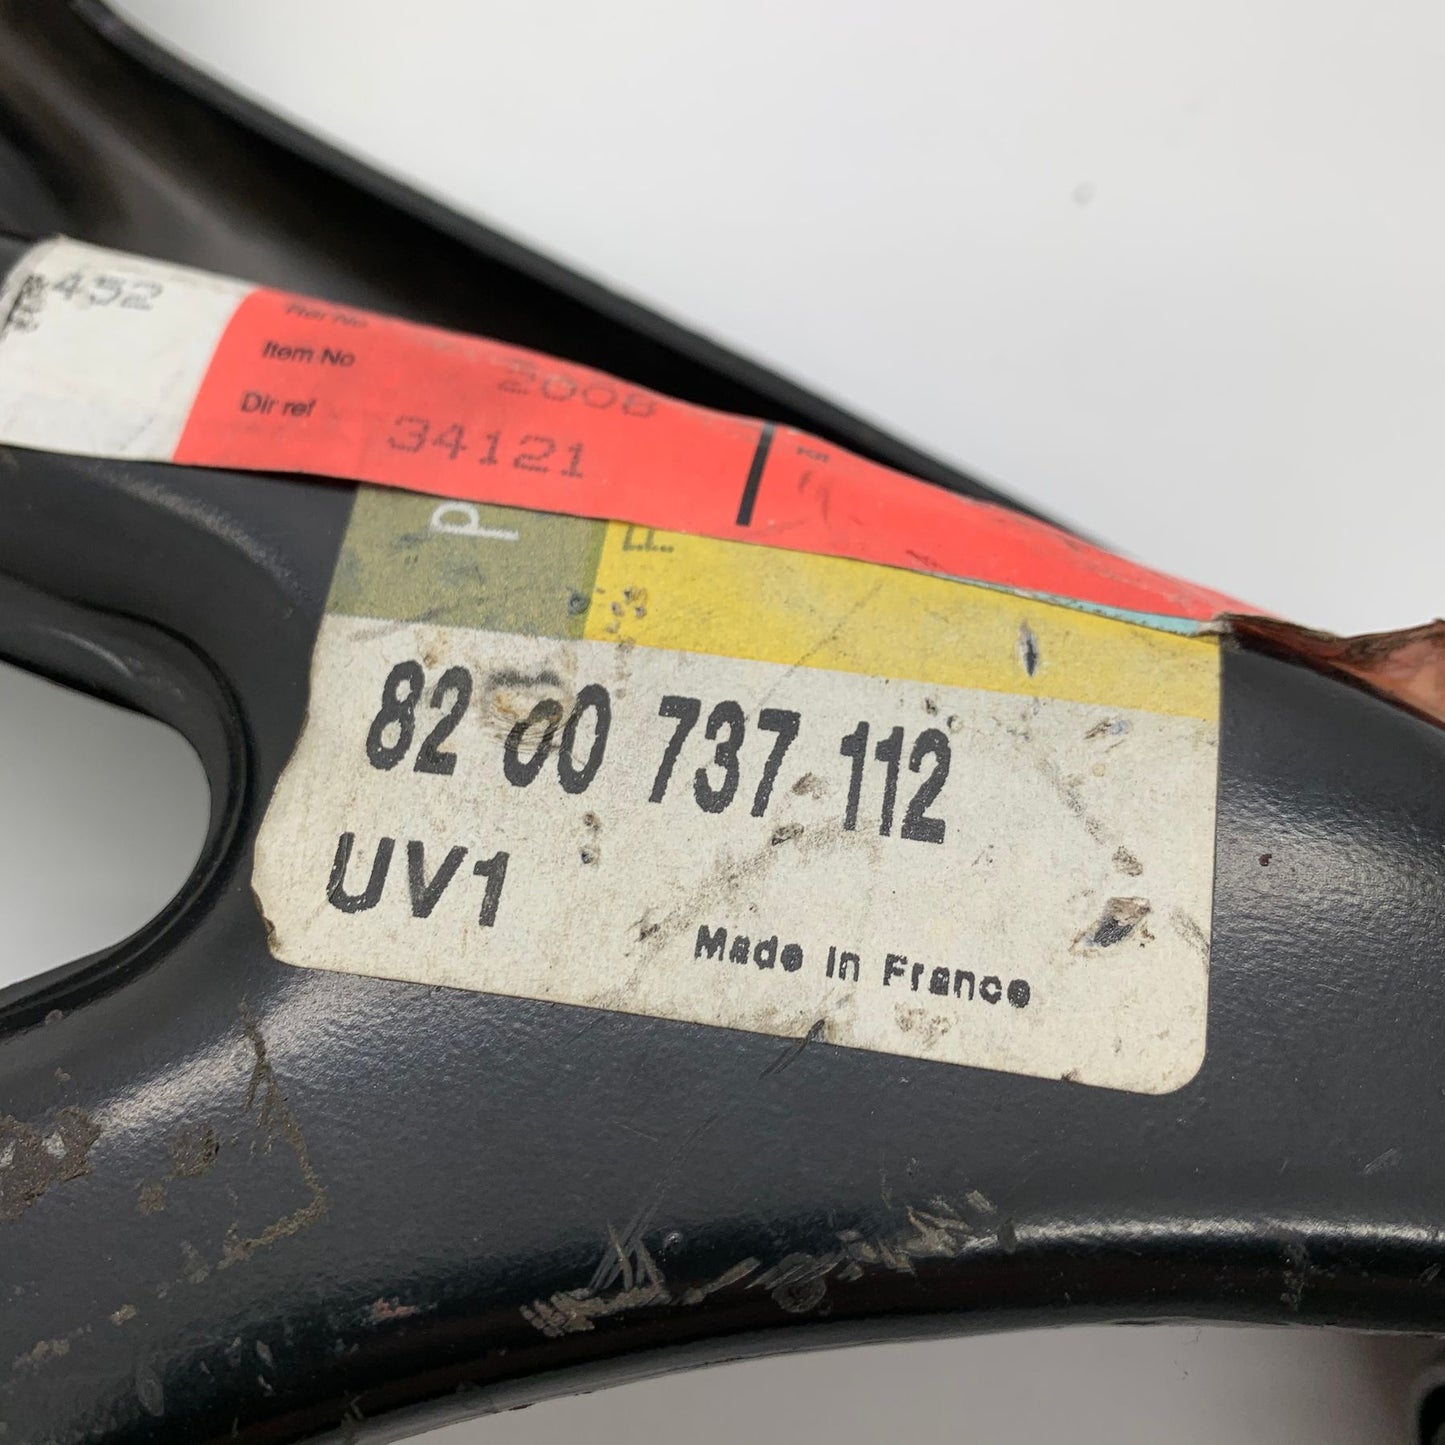 452
Ref No
Item No 2008
Dir ref 34121
82 00 737 112
UV1
Made in France